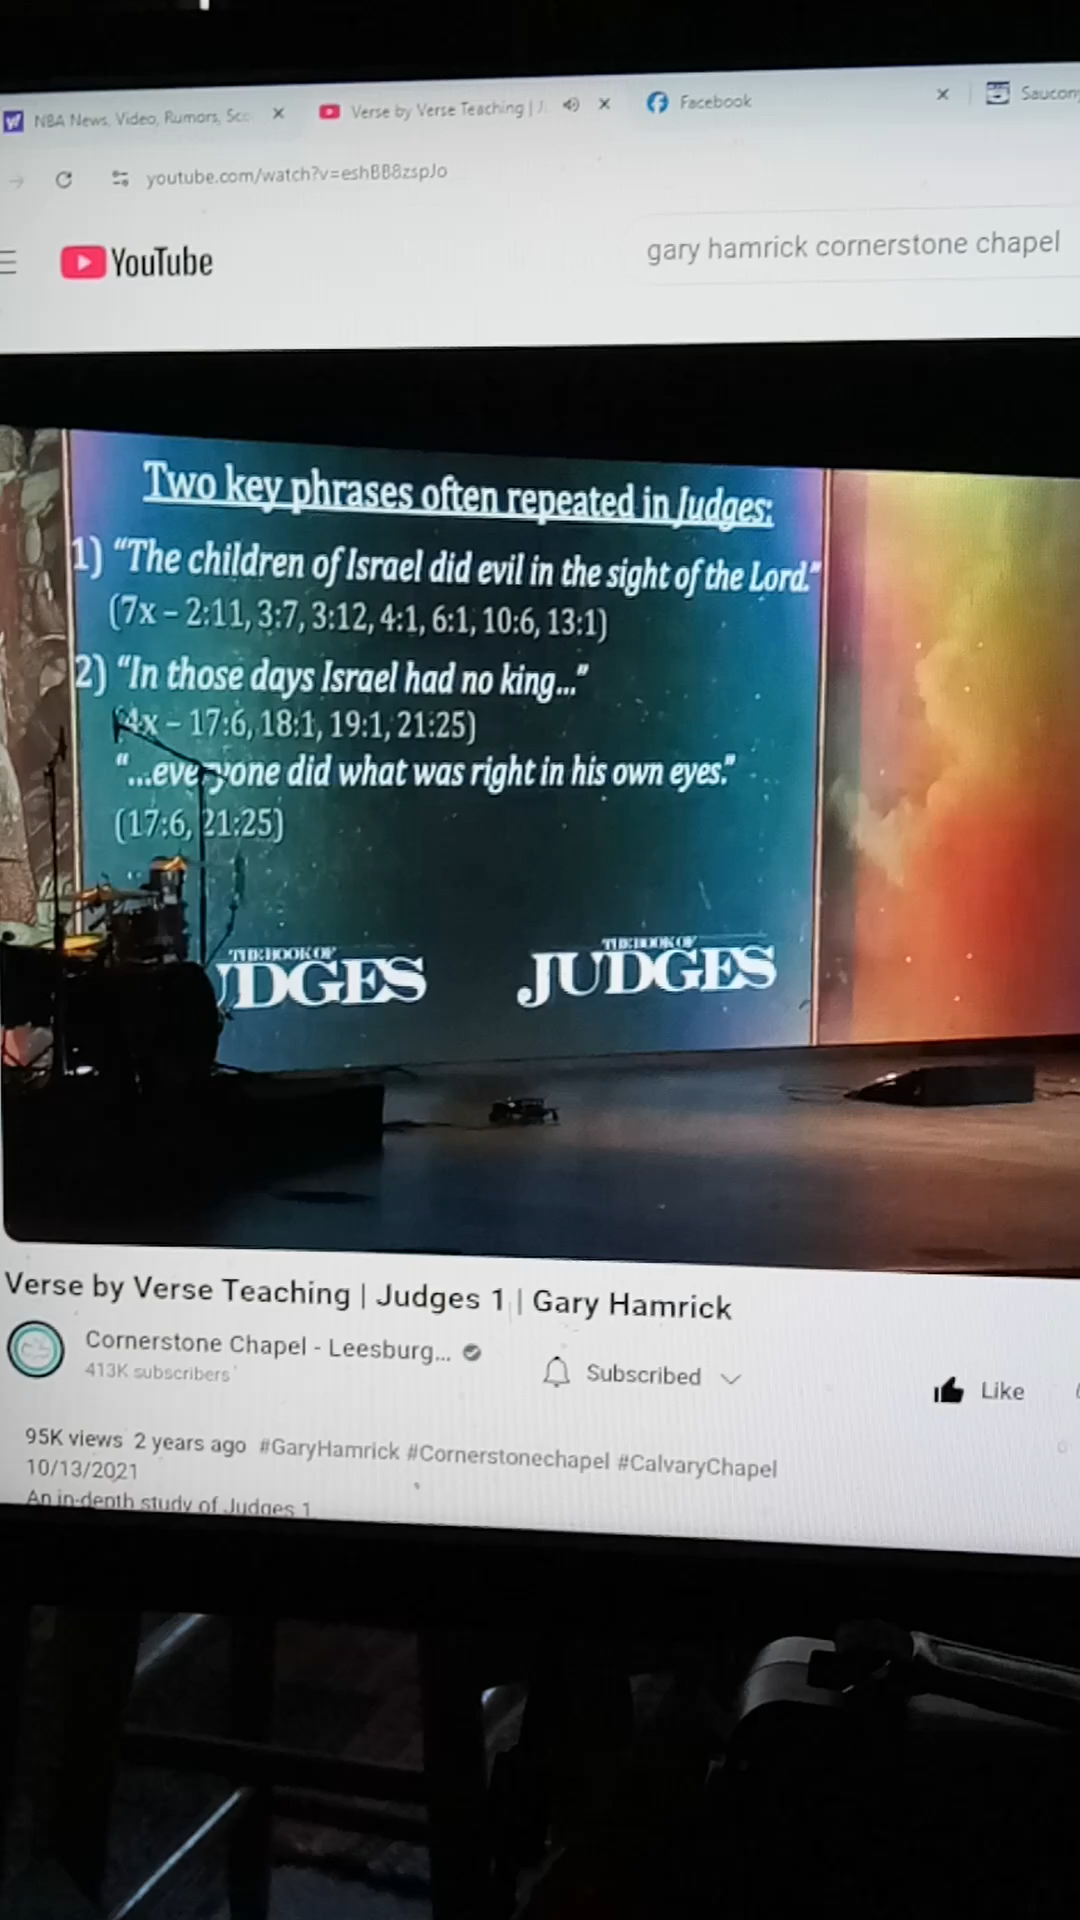 NBA News, Video, Rumors, Sco
Verse by Verse Teaching | J
Facebook
Saucony
youtube.com/watch?v=eshBB8zspJo
YouTube
gary hamrick cornerstone chapel
Two key phrases often repeated in Judges:
1) “The children of Israel did evil in the sight of the Lord.”
(7x – 2:11, 3:7, 3:12, 4:1, 6:1, 10:6, 13:1)
2) “In those days Israel had no king...”
(4x – 17:6, 18:1, 19:1, 21:25)
“...everyone did what was right in his own eyes.”
(17:6, 21:25)
THE BOOK OF
UDGES
THE BOOK OF
JUDGES
Verse by Verse Teaching | Judges 1 | Gary Hamrick
Cornerstone Chapel - Leesburg...
413K subscribers
Subscribed
Like
95K views 2 years ago #GaryHamrick #Cornerstonechapel #CalvaryChapel
10/13/2021
An in-depth study of Judges 1